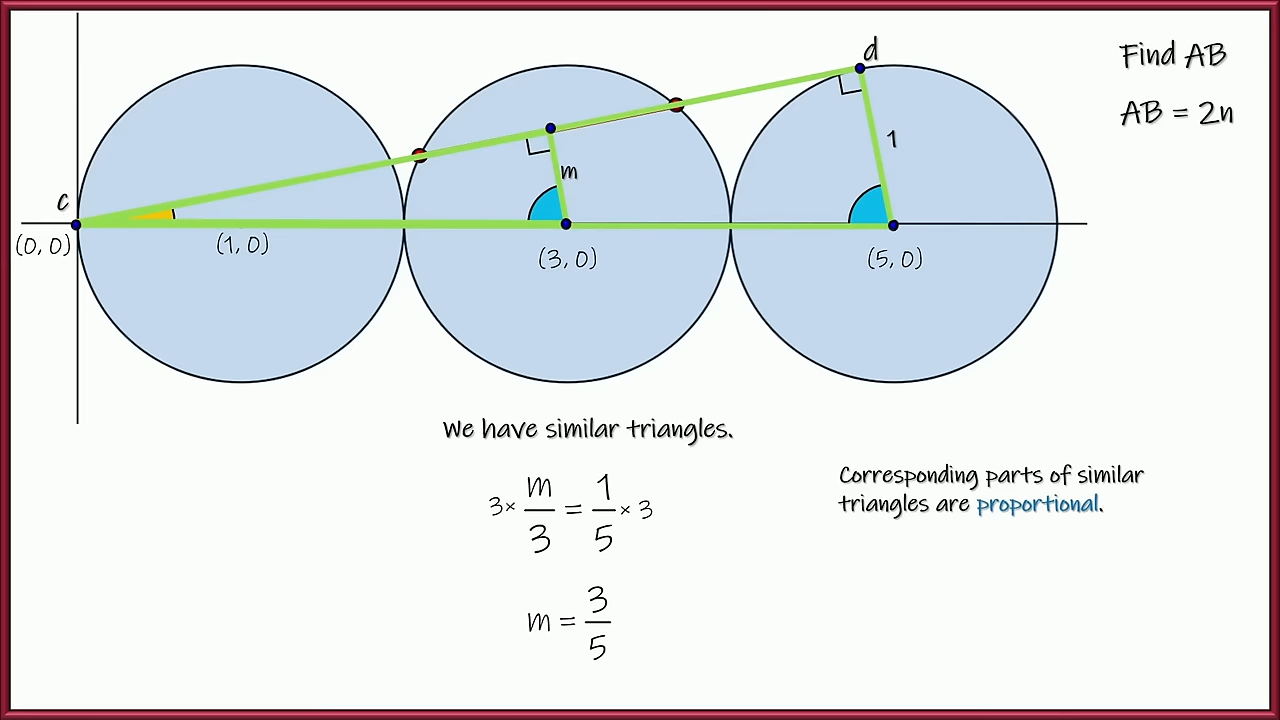 d
Find AB
AB = 2n
1
m
c
(0, 0)
(1, 0)
(3, 0)
(5, 0)
We have similar triangles.
3 × m/3 = 1/5 × 3
Corresponding parts of similar
triangles are proportional.
m = 3/5